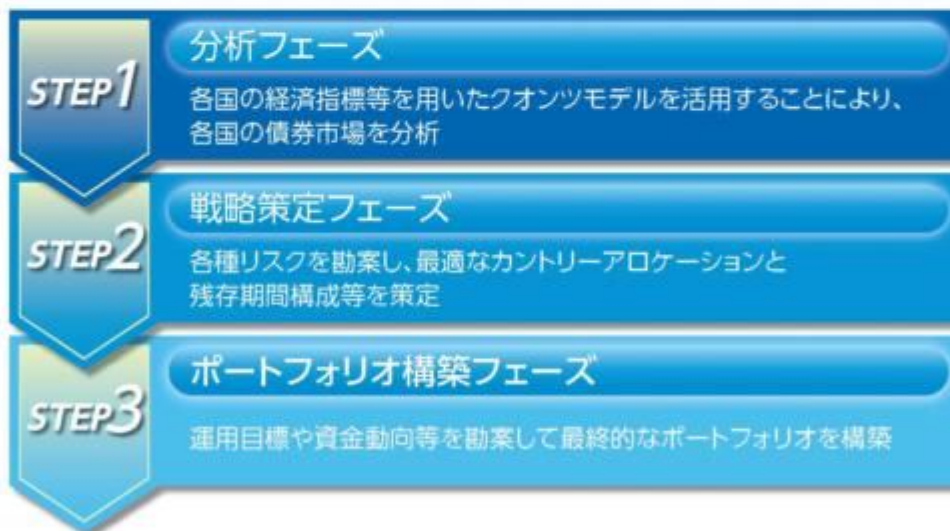 STEP1
分析フェーズ
各国の経済指標等を用いたクオンツモデルを活用することにより、
各国の債券市場を分析
STEP2
戦略策定フェーズ
各種リスクを勘案し、最適なカントリーアロケーションと
残存期間構成等を策定
STEP3
ポートフォリオ構築フェーズ
運用目標や資金動向等を勘案して最終的なポートフォリオを構築